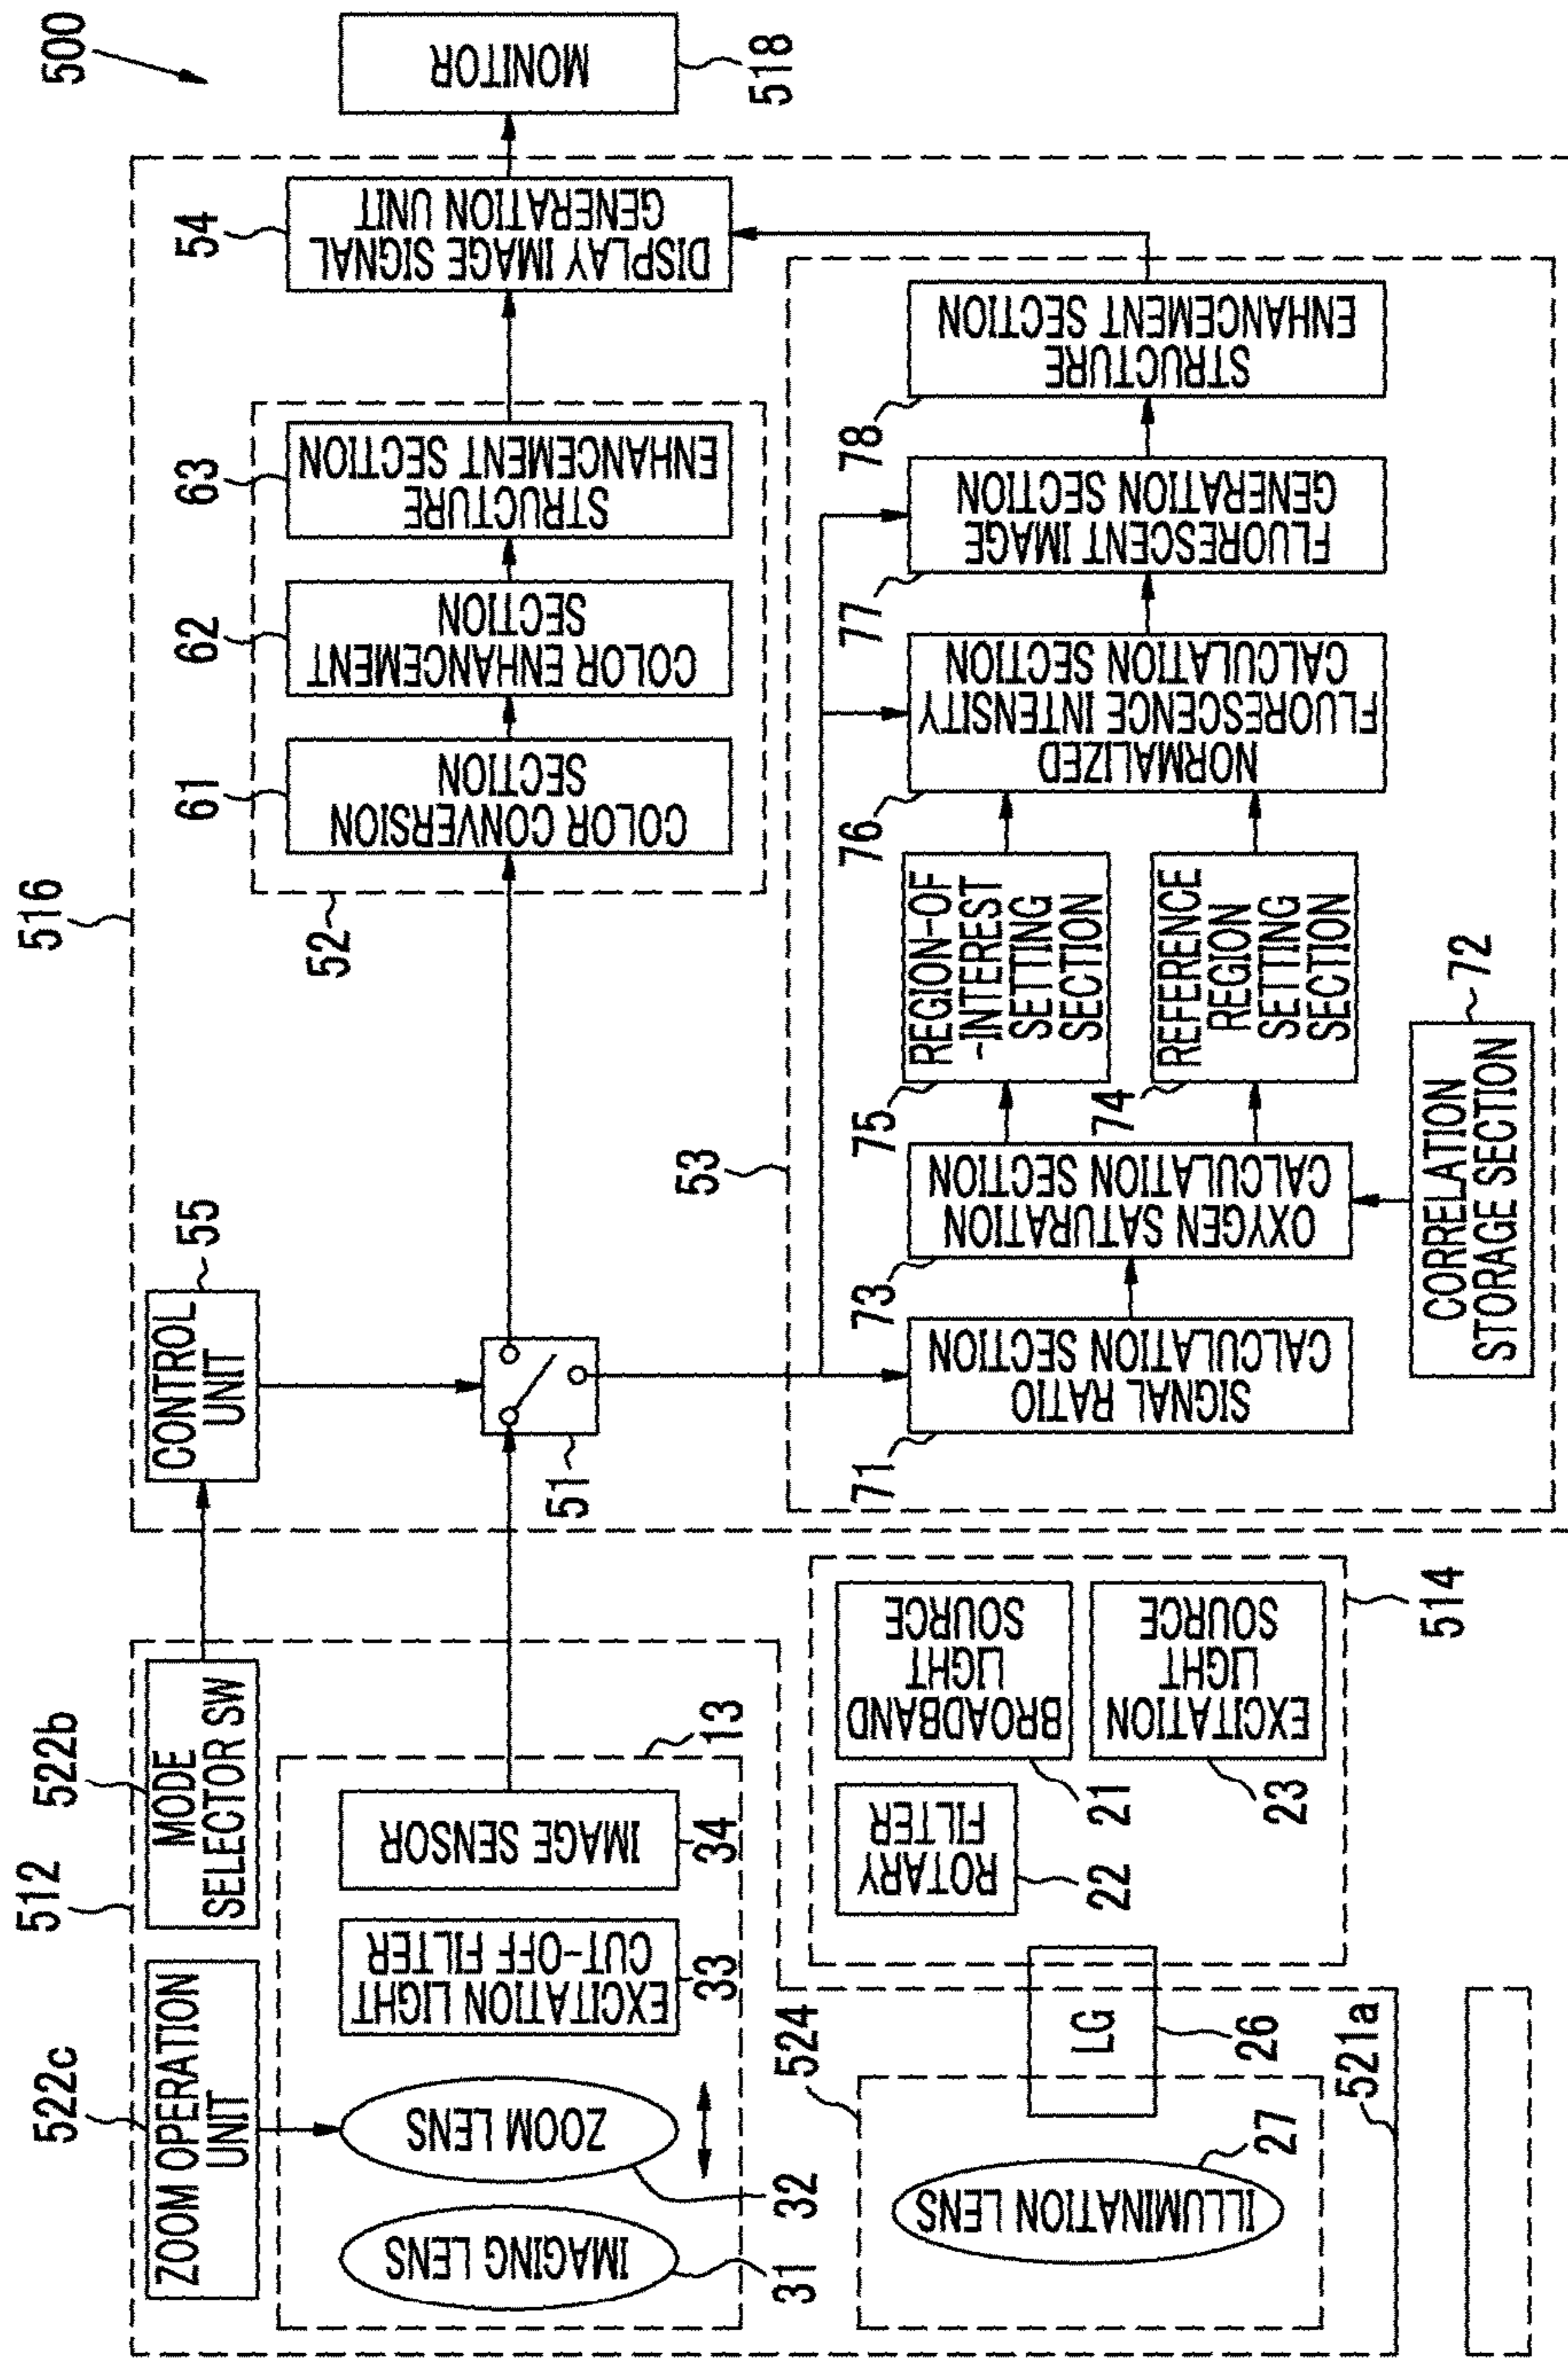 500
512
522c
ZOOM OPERATION
UNIT
522b
MODE
SELECTOR SW
IMAGING LENS
31
ZOOM LENS
32
EXCITATION LIGHT
CUT-OFF FILTER
33
IMAGE SENSOR
34
13
524
ILLUMINATION LENS
27
LG
26
521a
ROTARY
FILTER
22
BROADBAND
LIGHT
SOURCE
21
EXCITATION
LIGHT
SOURCE
23
514
516
CONTROL
UNIT
55
51
52
COLOR CONVERSION
SECTION
61
COLOR ENHANCEMENT
SECTION
62
STRUCTURE
ENHANCEMENT SECTION
63
DISPLAY IMAGE SIGNAL
GENERATION UNIT
54
MONITOR
518
53
SIGNAL RATIO
CALCULATION SECTION
71
OXYGEN SATURATION
CALCULATION SECTION
73
CORRELATION
STORAGE SECTION
72
REGION-OF
-INTEREST
SETTING
SECTION
75
REFERENCE
REGION
SETTING
SECTION
74
NORMALIZED
FLUORESCENCE INTENSITY
CALCULATION SECTION
76
FLUORESCENT IMAGE
GENERATION SECTION
77
STRUCTURE
ENHANCEMENT SECTION
78